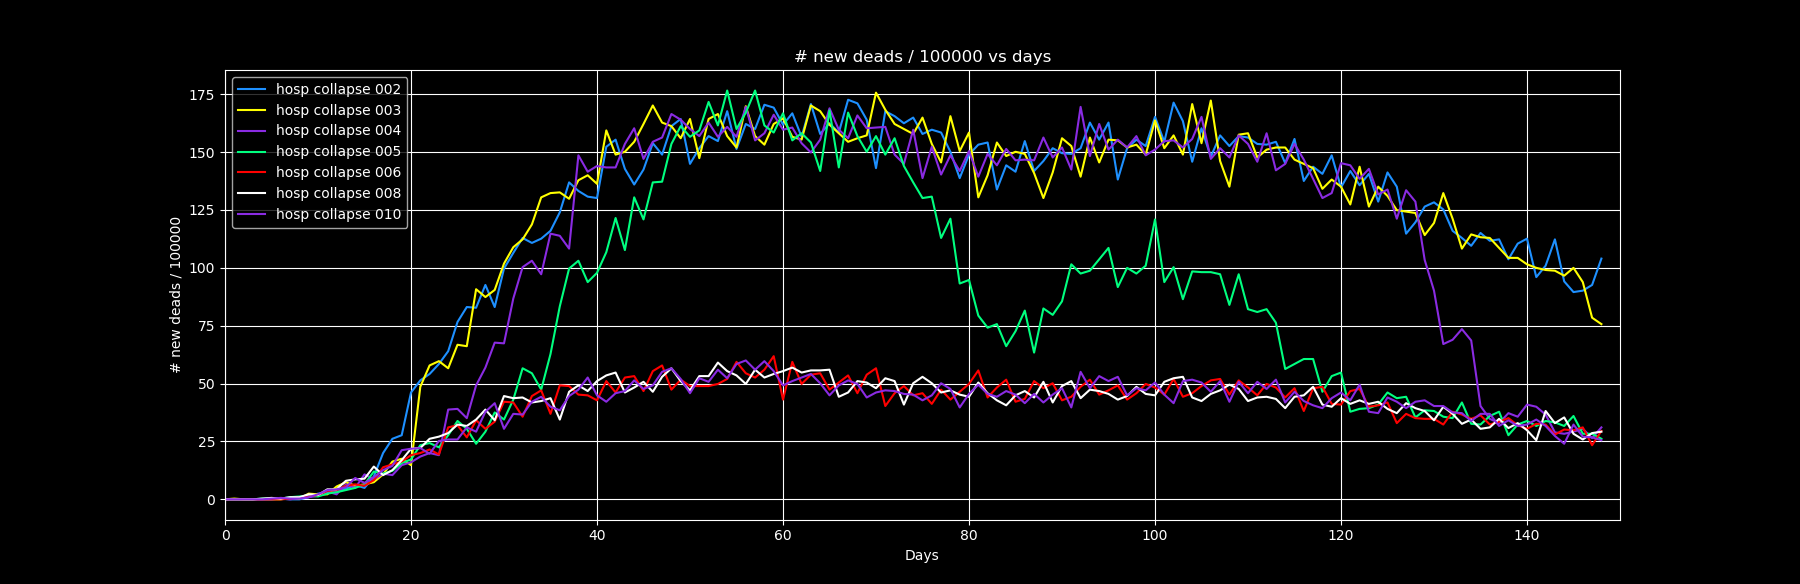 # new deads / 100000 vs days
hosp collapse 002
hosp collapse 003
hosp collapse 004
hosp collapse 005
hosp collapse 006
hosp collapse 008
hosp collapse 010
# new deads / 100000
175
150
125
100
75
50
25
0
0 20 40 60 80 100 120 140
Days